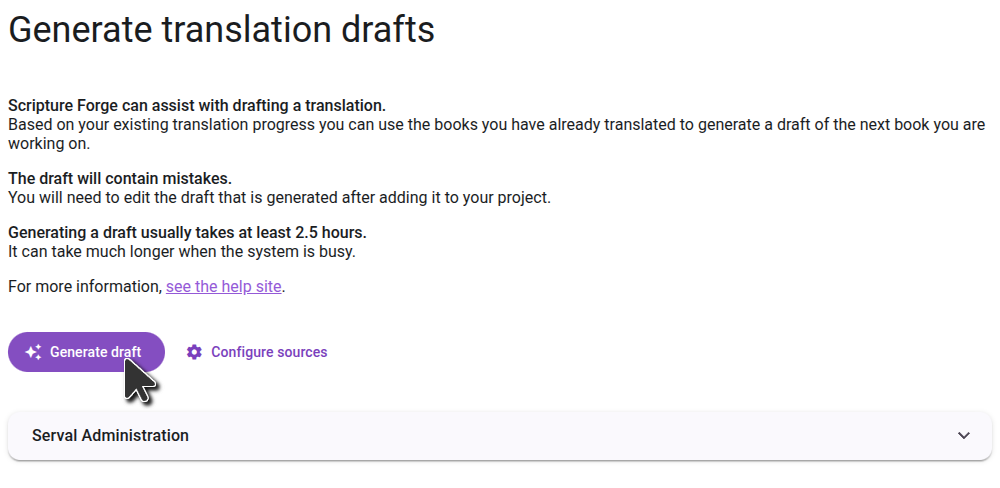 Generate translation drafts
Scripture Forge can assist with drafting a translation.
Based on your existing translation progress you can use the books you have already translated to generate a draft of the next book you are
working on.
The draft will contain mistakes.
You will need to edit the draft that is generated after adding it to your project.
Generating a draft usually takes at least 2.5 hours.
It can take much longer when the system is busy.
For more information, see the help site.
Generate draft
Configure sources
Serval Administration